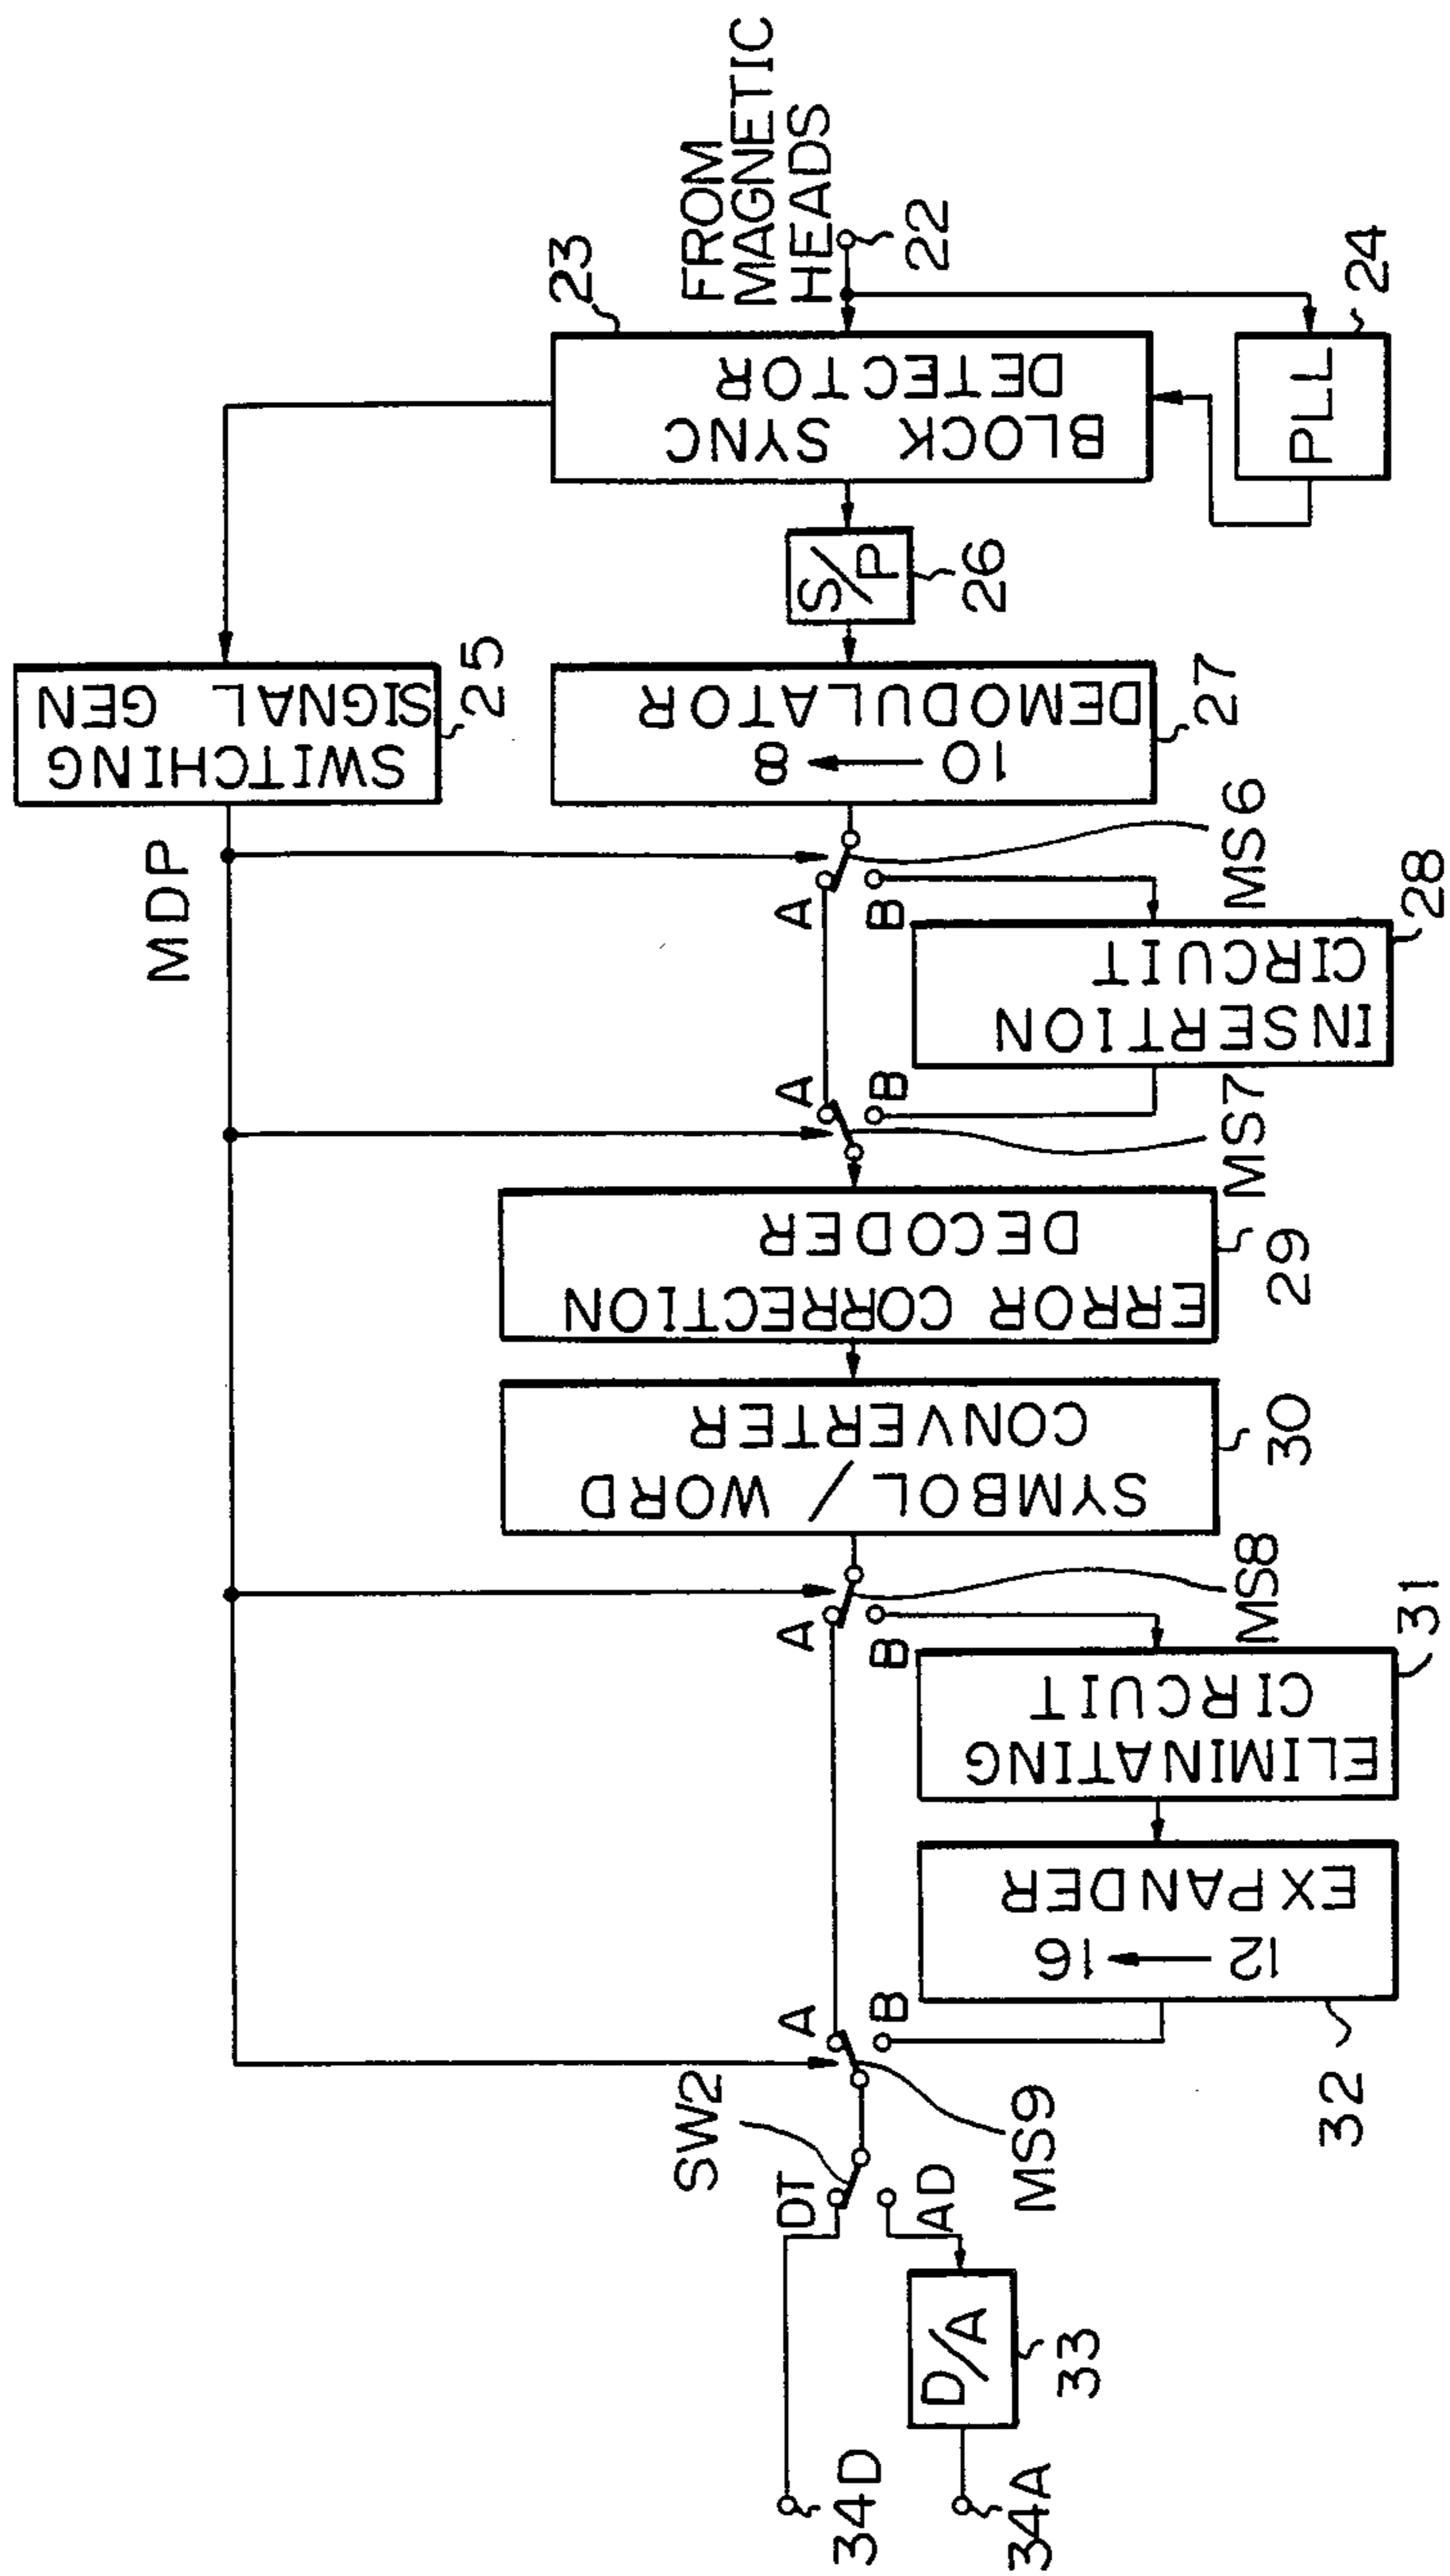 FROM
MAGNETIC
HEADS
22
23
BLOCK SYNC
DETECTOR
24
PLL
S/P
26
25
SWITCHING
SIGNAL GEN
MDP
27
10 → 8
DEMODULATOR
A
B
MS6
28
INSERTION
CIRCUIT
A
B
MS7
ERROR CORRECTION
DECODER
29
SYMBOL / WORD
CONVERTER
30
A
B
MS8
31
ELIMINATING
CIRCUIT
12 → 16
EXPANDER
32
A
B
MS9
SW2
DT
AD
D/A
33
34D
34A